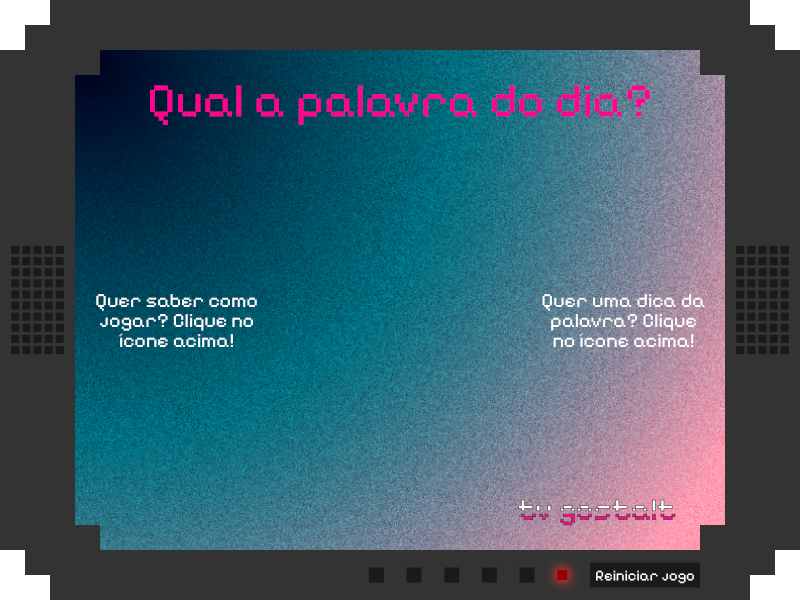 Qual a palavra do dia?
Quer saber como
jogar? Clique no
ícone acima!
Quer uma dica da
palavra? Clique
no ícone acima!
tv gestalt
Reiniciar jogo